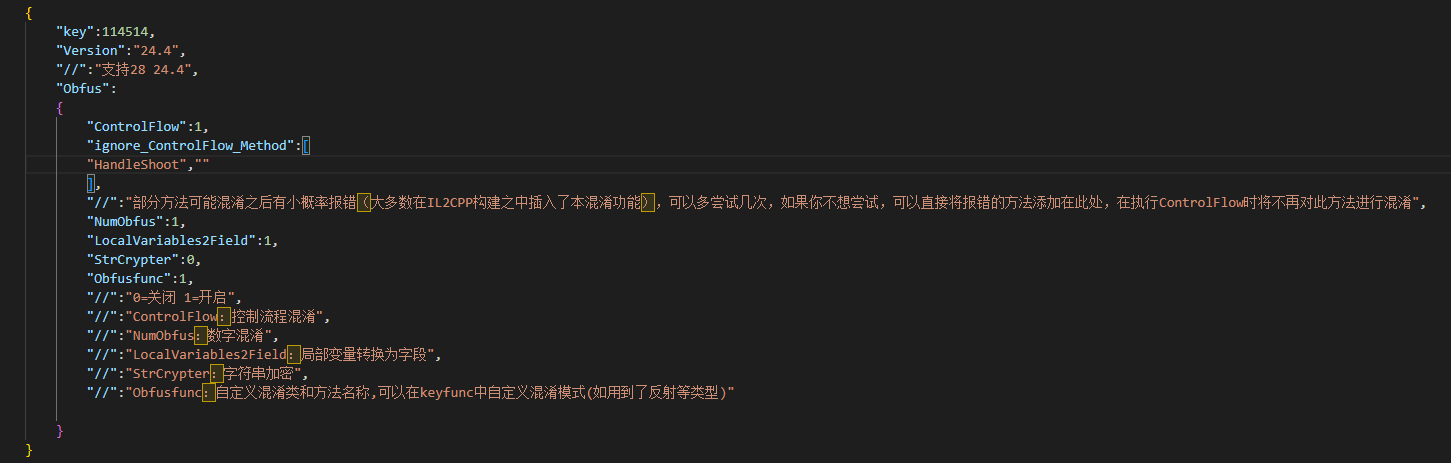 {
"key":114514,
"Version":"24.4",
"//":"支持28 24.4",
"Obfus":
{
"ControlFlow":1,
"ignore_ControlFlow_Method":[
"HandleShoot",""
],
"//":"部分方法可能混淆之后有小概率报错（大多数在IL2CPP构建之中插入了本混淆功能），可以多尝试几次，如果你不想尝试，可以直接将报错的方法添加在此处，在执行ControlFlow时将不再对此方法进行混淆",
"NumObfus":1,
"LocalVariables2Field":1,
"StrCrypter":0,
"Obfusfunc":1,
"//":"0=关闭 1=开启",
"//":"ControlFlow：控制流程混淆",
"//":"NumObfus：数字混淆",
"//":"LocalVariables2Field：局部变量转换为字段",
"//":"StrCrypter：字符串加密",
"//":"Obfusfunc：自定义混淆类和方法名称,可以在keyfunc中自定义混淆模式(如用到了反射等类型)"
}
}